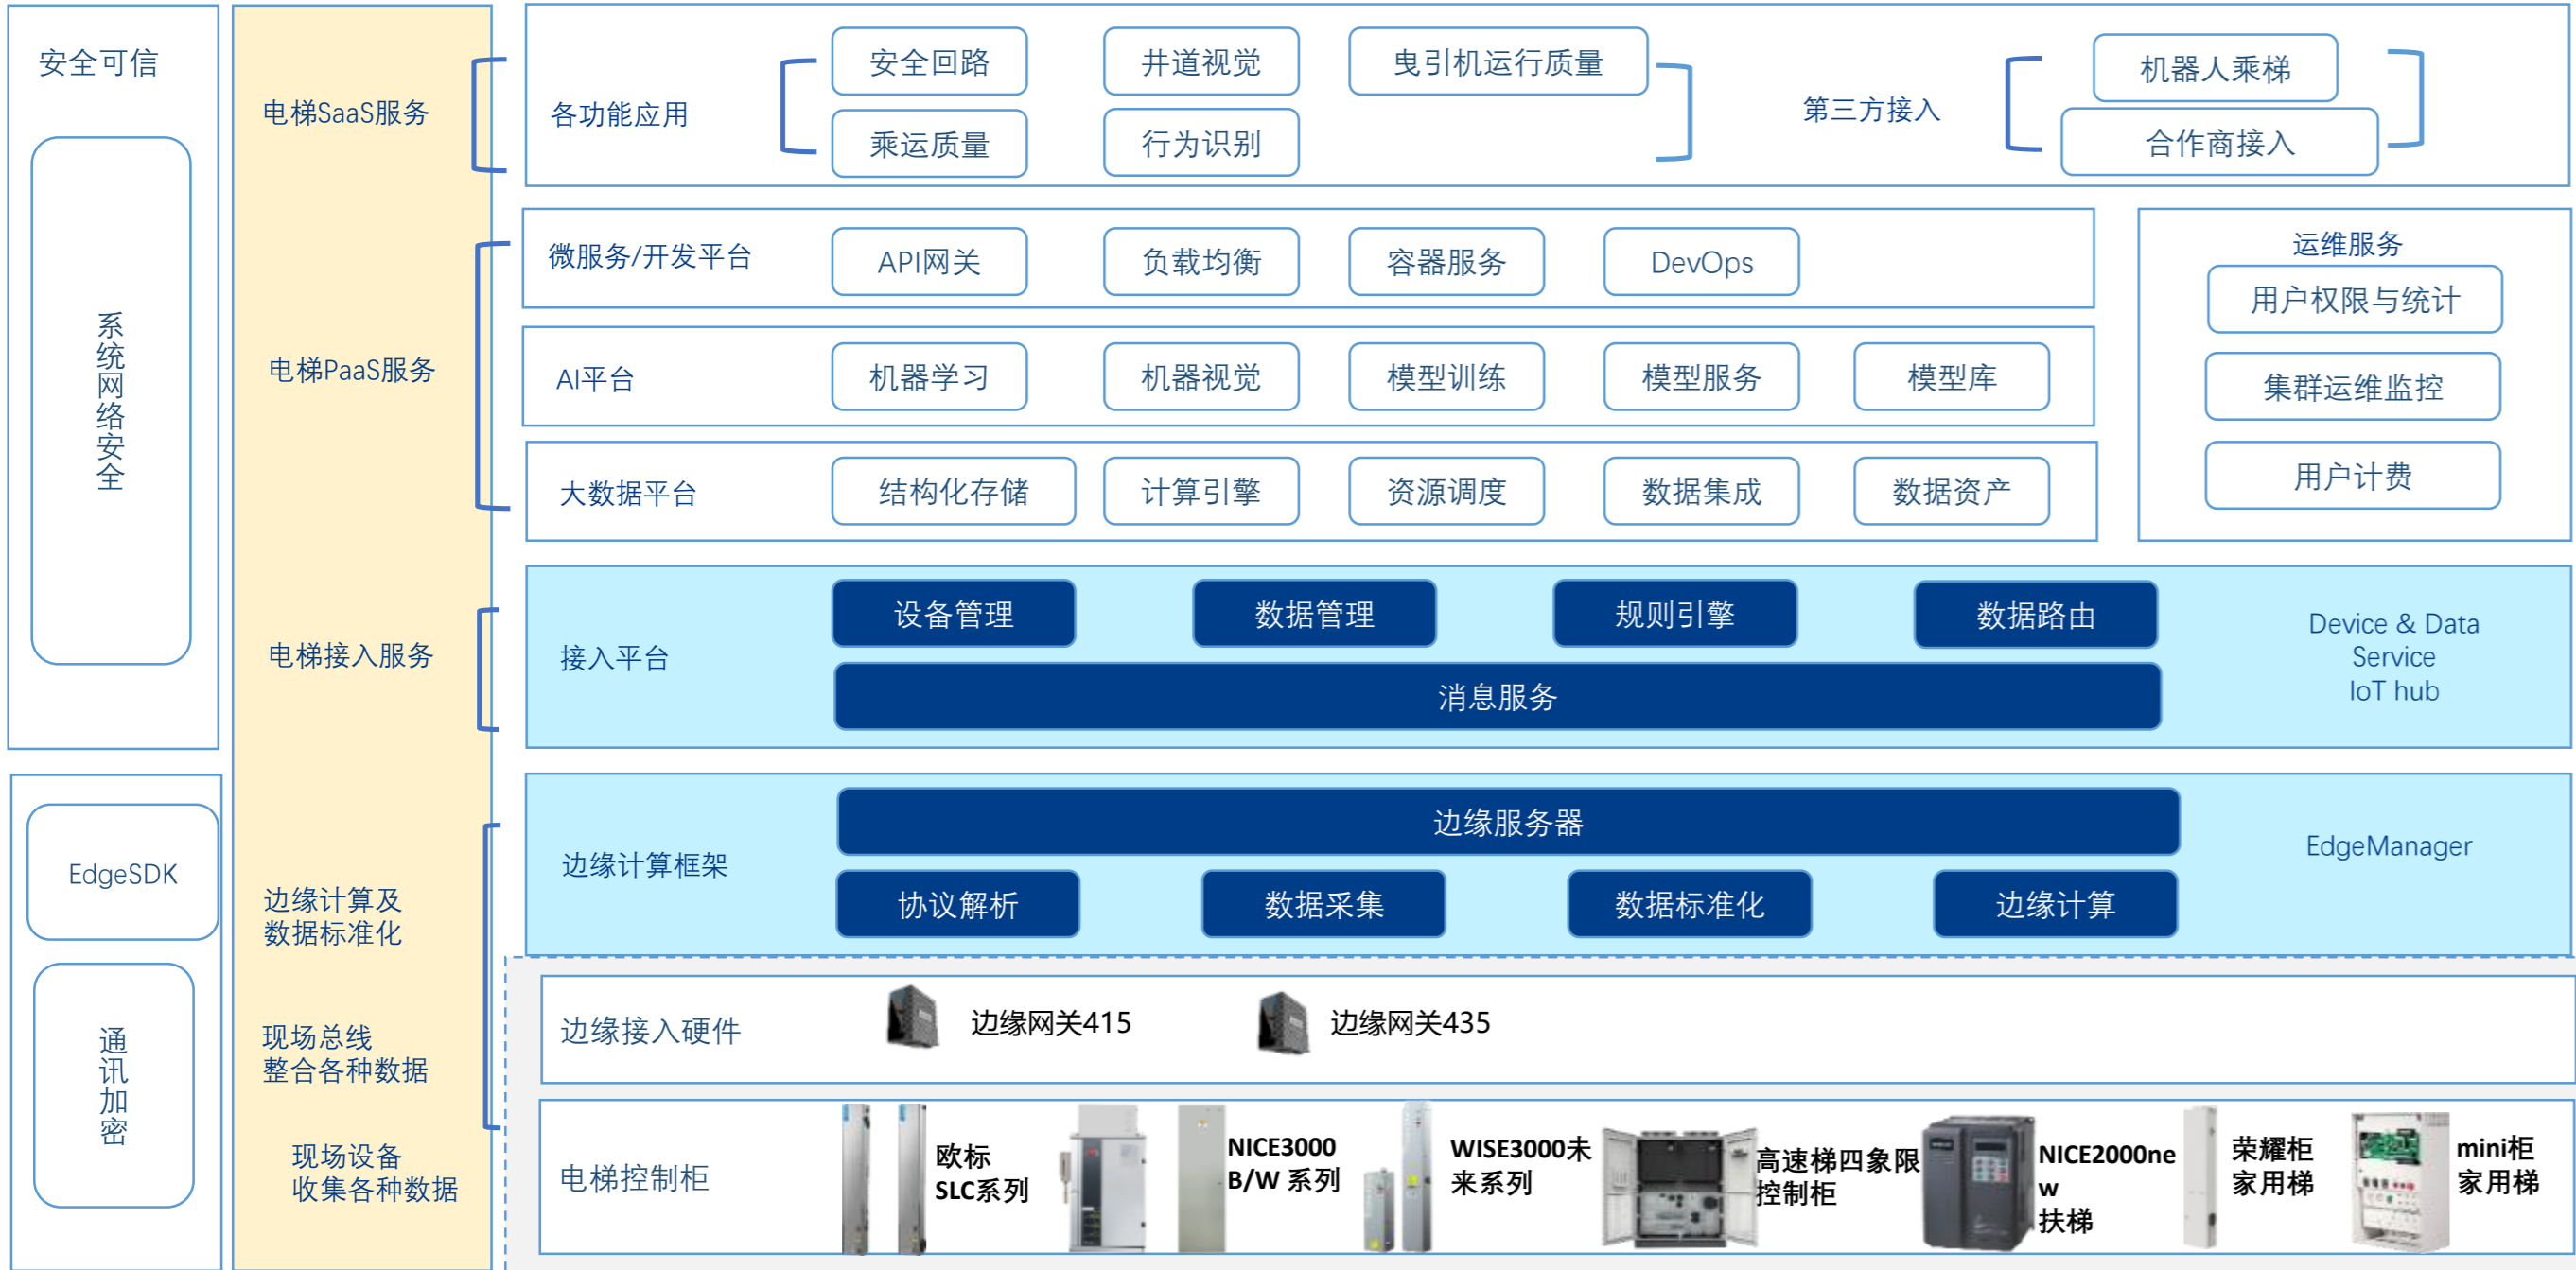 安全可信
系统网络安全
EdgeSDK
通讯加密
电梯SaaS服务
电梯PaaS服务
电梯接入服务
边缘计算及
数据标准化
现场总线
整合各种数据
现场设备
收集各种数据
各功能应用
安全回路
井道视觉
曳引机运行质量
乘运质量
行为识别
第三方接入
机器人乘梯
合作商接入
微服务/开发平台
API网关
负载均衡
容器服务
DevOps
AI平台
机器学习
机器视觉
模型训练
模型服务
模型库
大数据平台
结构化存储
计算引擎
资源调度
数据集成
数据资产
运维服务
用户权限与统计
集群运维监控
用户计费
接入平台
设备管理
数据管理
规则引擎
数据路由
消息服务
Device & Data
Service
IoT hub
边缘计算框架
边缘服务器
协议解析
数据采集
数据标准化
边缘计算
EdgeManager
边缘接入硬件
边缘网关415
边缘网关435
电梯控制柜
欧标
SLC系列
NICE3000
B/W 系列
WISE3000未
来系列
高速梯四象限
控制柜
NICE2000ne
w
扶梯
荣耀柜
家用梯
mini柜
家用梯